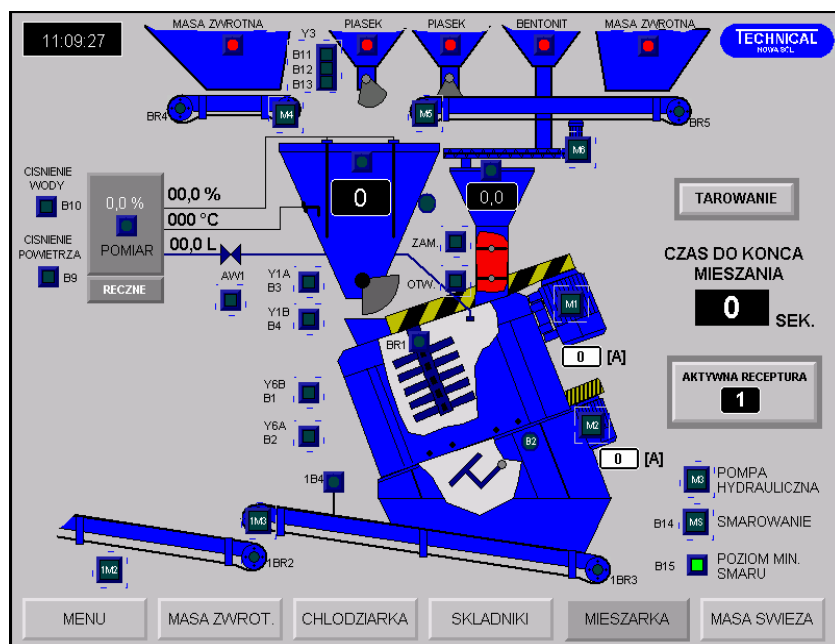 11:09:27
MASA ZWROTNA
Y3
PIASEK
PIASEK
BENTONIT
MASA ZWROTNA
TECHNICAL
NOWA SÓL
B11
B12
B13
BR4
M4
M5
BR5
M6
CISNIENIE
WODY
B10
0,0 %
POMIAR
00,0 %
000 °C
00,0 L
0
0,0
TAROWANIE
CISNIENIE
POWIETRZA
B9
RECZNE
AW1
ZAM.
OTW.
CZAS DO KONCA
MIESZANIA
0
SEK.
Y1A
B3
Y1B
B4
BR1
M1
0 [A]
AKTYWNA RECEPTURA
1
Y6B
B1
Y6A
B2
B2
M2
0 [A]
1B4
M3
POMPA
HYDRAULICZNA
B14
MS
SMAROWANIE
B15
POZIOM MIN.
SMARU
1M3
1M2
1BR2
1BR3
MENU
MASA ZWROT.
CHLODZIARKA
SKLADNIKI
MIESZARKA
MASA SWIEZA